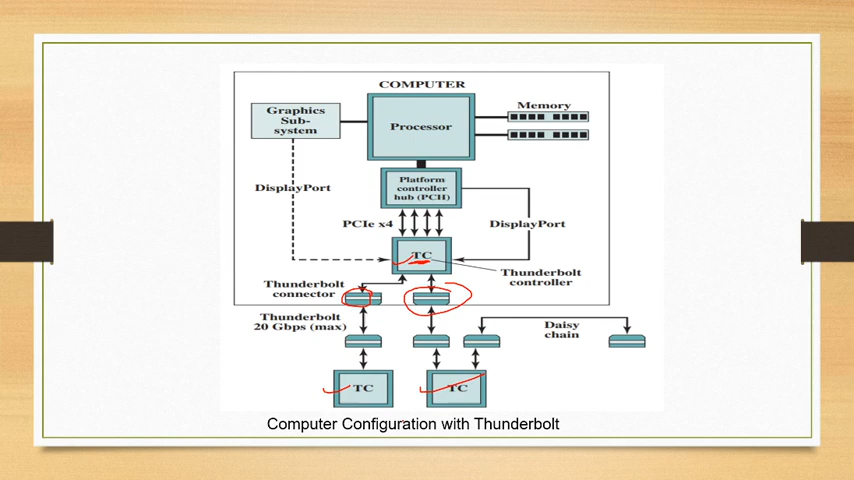 COMPUTER
Graphics
Sub-
system
Processor
Memory
Platform
controller
hub (PCH)
DisplayPort
PCIe x4
DisplayPort
TC
Thunderbolt
controller
Thunderbolt
connector
Thunderbolt
20 Gbps (max)
Daisy
chain
TC
TC
Computer Configuration with Thunderbolt